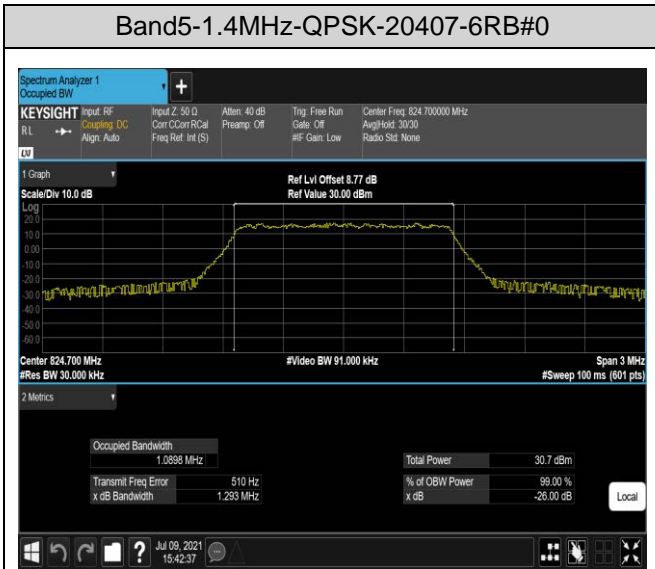 Band5-1.4MHz-QPSK-20407-6RB#0
Spectrum Analyzer 1
Occupied BW
+
KEYSIGHT Input: RF Input Z: 50 Ω Atten: 40 dB Trig: Free Run Center Freq: 824.700000 MHz
RL Coupling: DC Corr CCorr RCal Preamp: Off Gate: Off Avg|Hold: 30/30
Align: Auto Freq Ref: Int (S) #IF Gain: Low Radio Std: None
LXI
1 Graph Ref Lvl Offset 8.77 dB
Scale/Div 10.0 dB Ref Value 30.00 dBm
Log
20.0
10.0
0.00
-10.0
-20.0
-30.0
-40.0
-50.0
-60.0
Center 824.700 MHz #Video BW 91.000 kHz Span 3 MHz
#Res BW 30.000 kHz #Sweep 100 ms (601 pts)
2 Metrics
Occupied Bandwidth
1.0898 MHz Total Power 30.7 dBm
Transmit Freq Error 510 Hz % of OBW Power 99.00 %
x dB Bandwidth 1.293 MHz x dB -26.00 dB
Local
? Jul 09, 2021
15:42:37